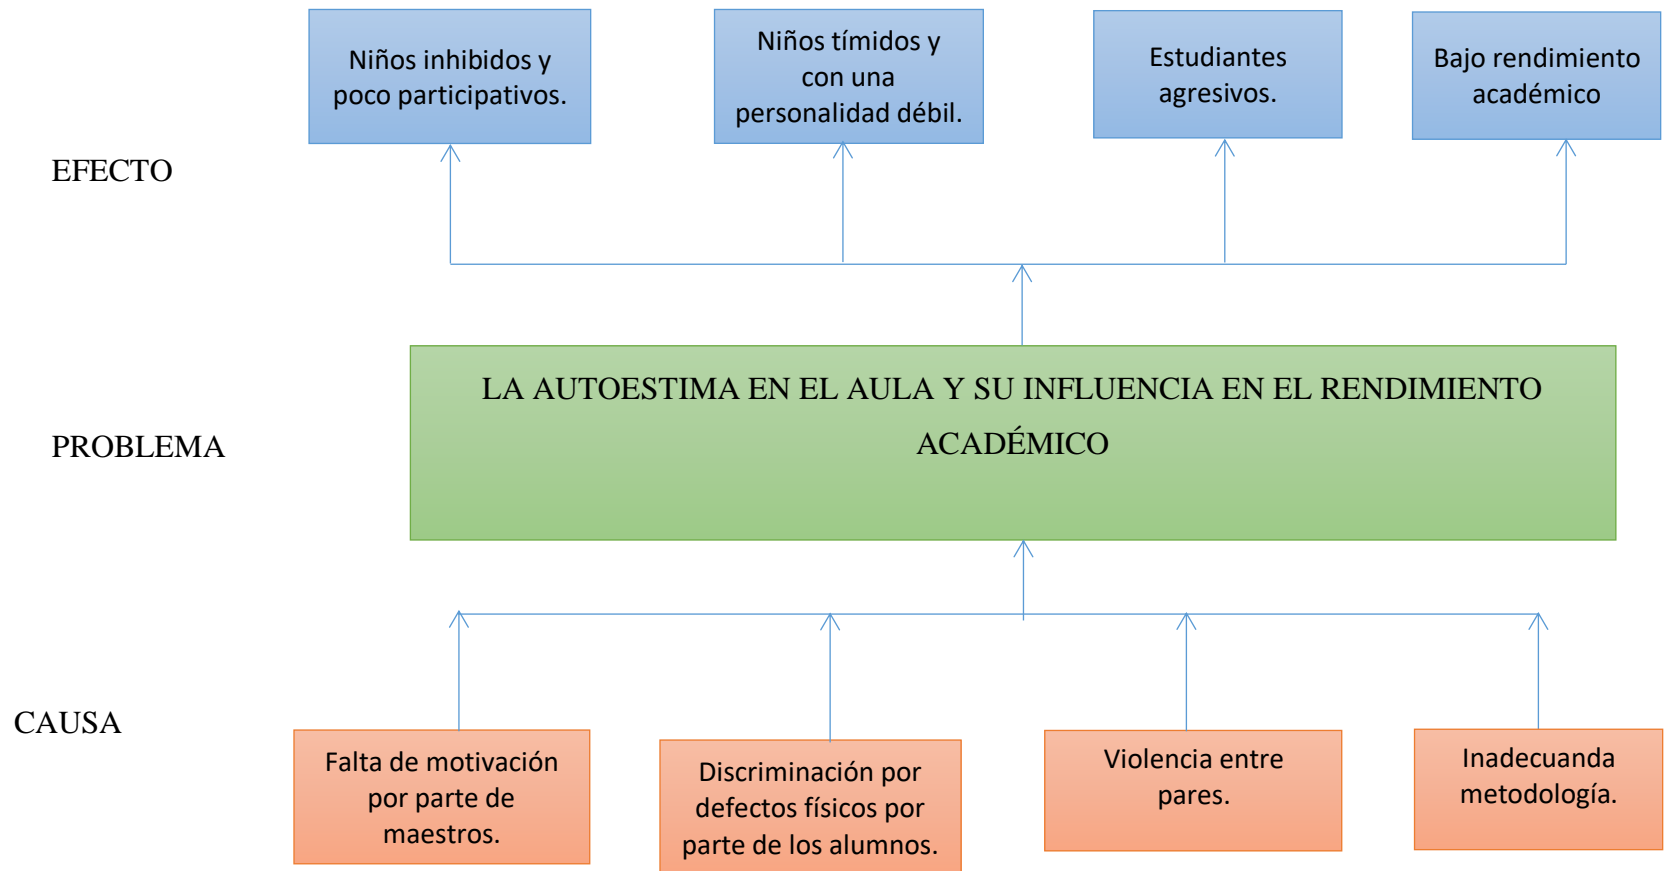 Niños inhibidos y
poco participativos.
Niños tímidos y
con una
personalidad débil.
Estudiantes
agresivos.
Bajo rendimiento
académico
EFECTO
LA AUTOESTIMA EN EL AULA Y SU INFLUENCIA EN EL RENDIMIENTO
ACADÉMICO
PROBLEMA
CAUSA
Falta de motivación
por parte de
maestros.
Discriminación por
defectos físicos por
parte de los alumnos.
Violencia entre
pares.
Inadecuanda
metodología.